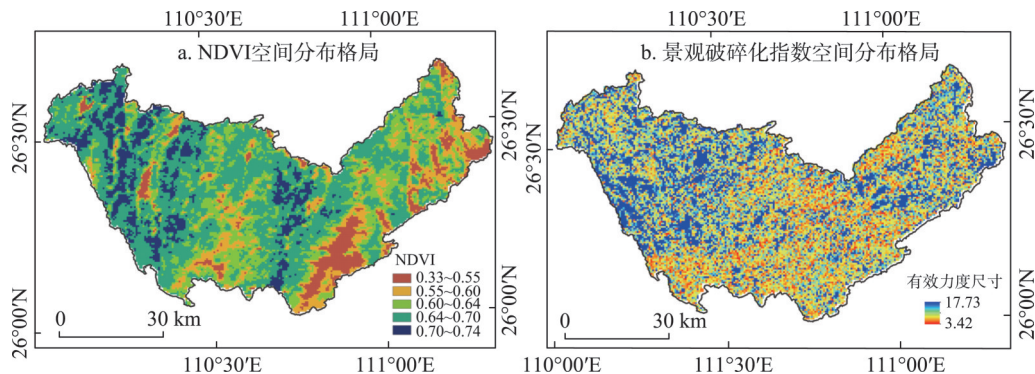 110°30′E
111°00′E
a. NDVI空间分布格局
26°30′N
26°00′N
26°30′N
26°00′N
NDVI
0.33~0.55
0.55~0.60
0.60~0.64
0.64~0.70
0.70~0.74
0
30 km
110°30′E
111°00′E
b. 景观破碎化指数空间分布格局
26°30′N
26°00′N
26°30′N
26°00′N
有效力度尺寸
17.73
3.42
0
30 km
110°00′E
110°30′E
111°00′E